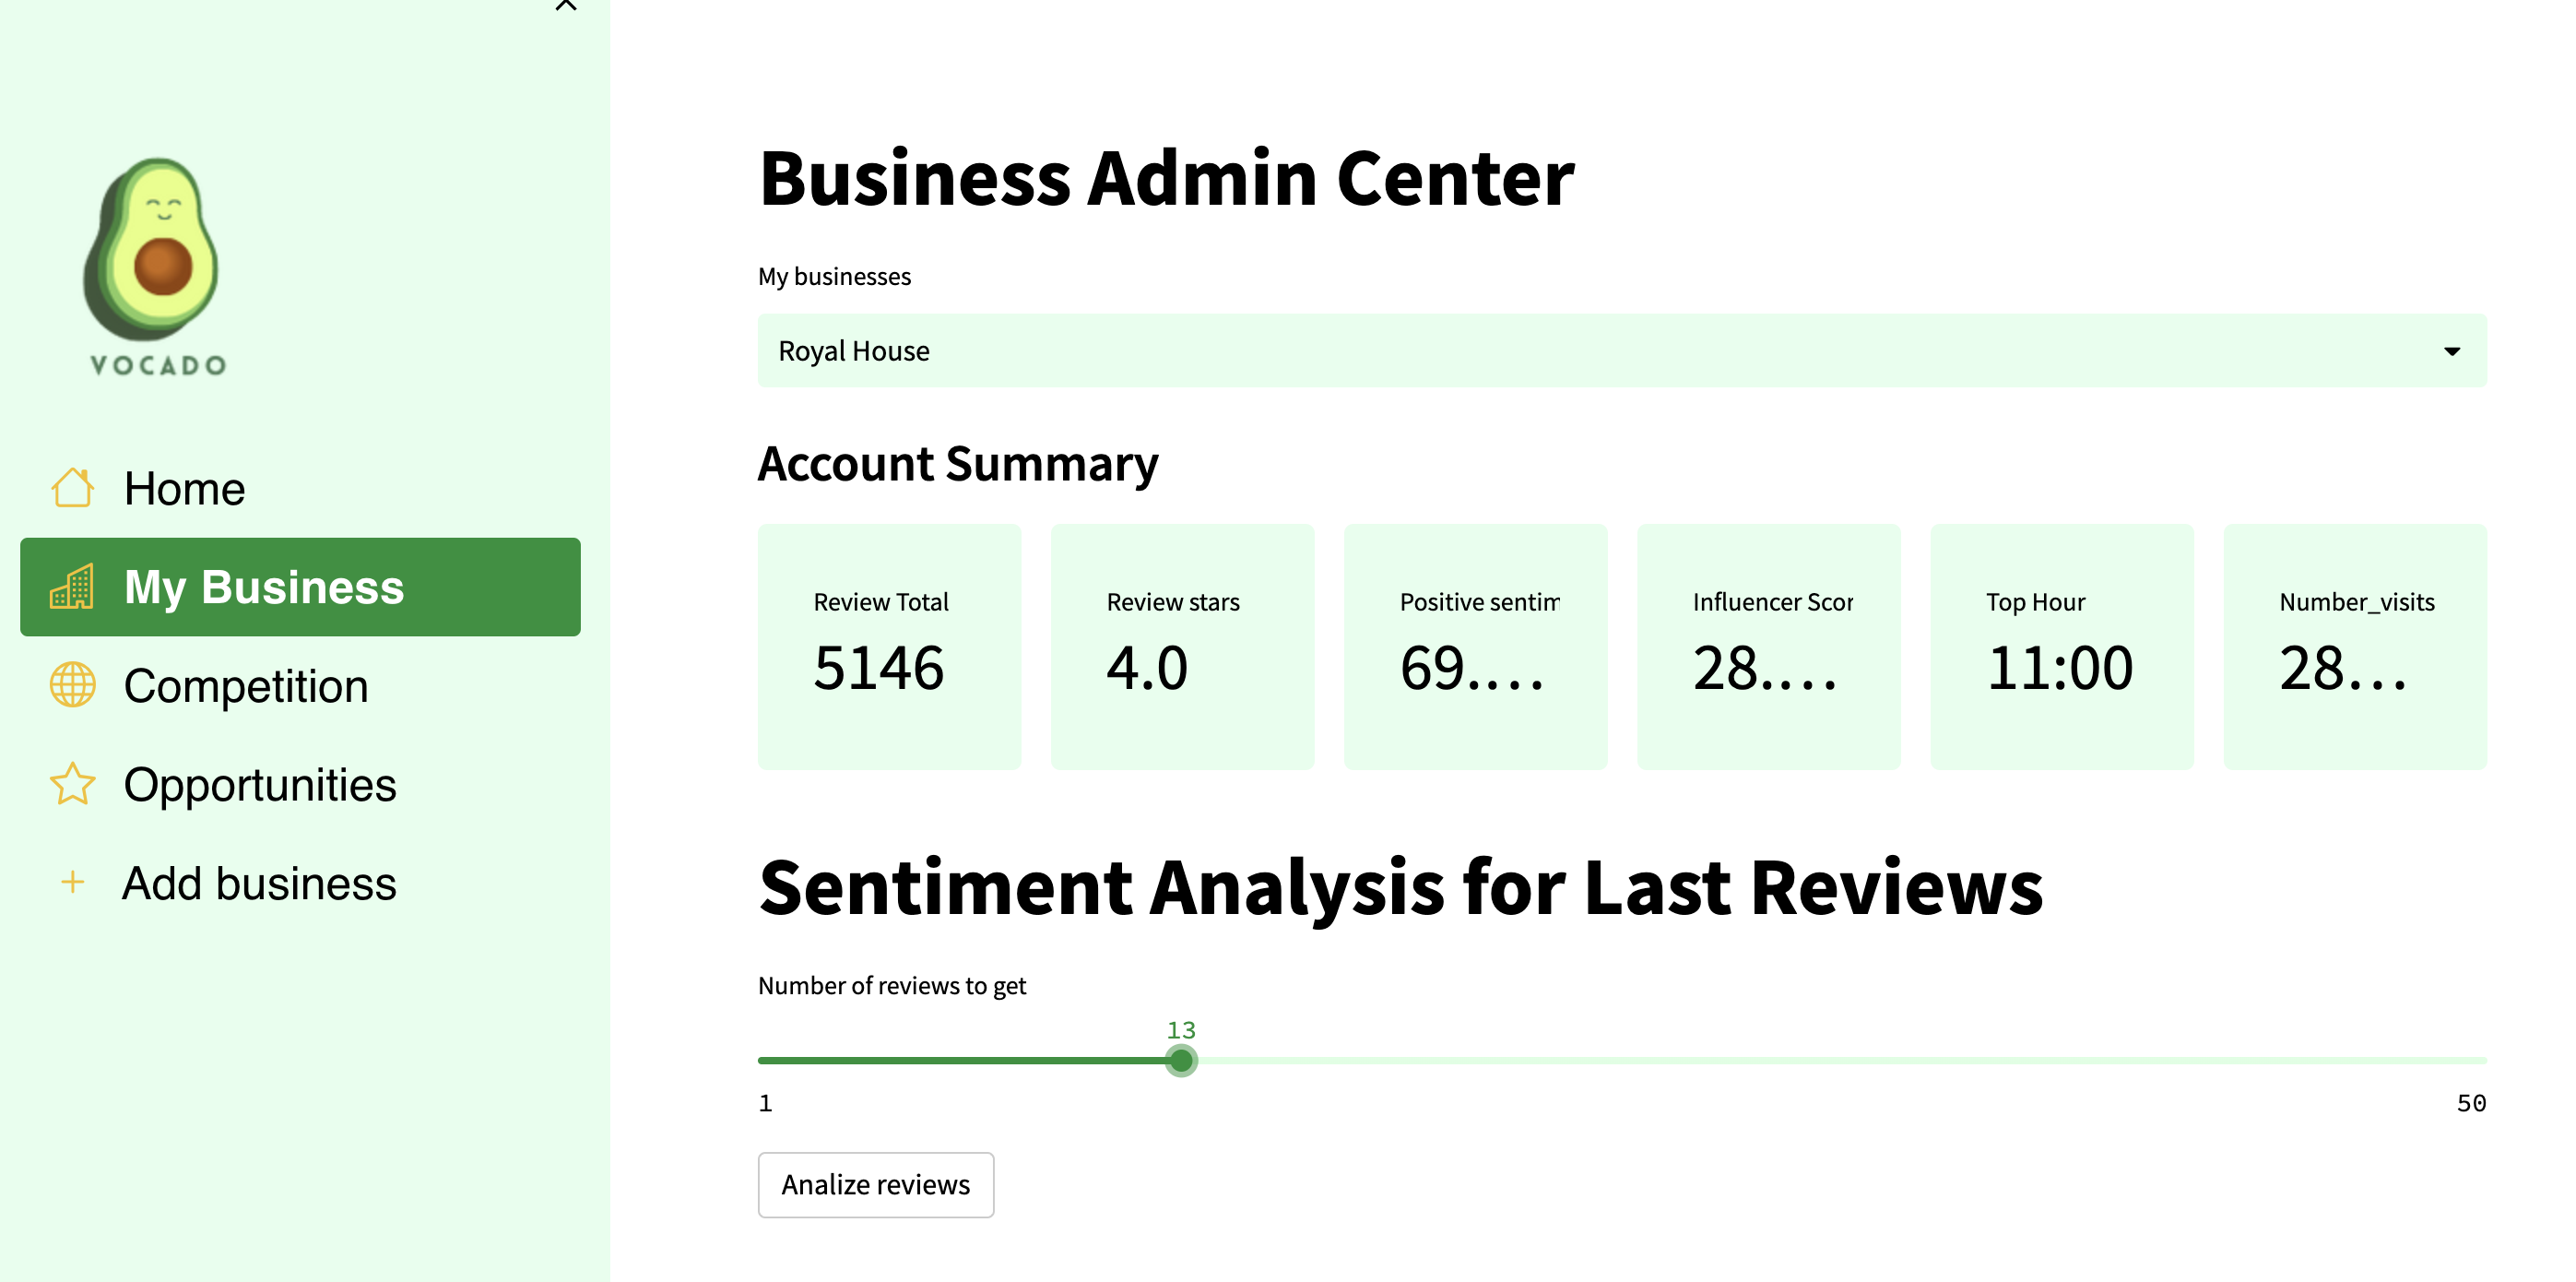 VOCADO
Home
My Business
Competition
Opportunities
+ Add business
Business Admin Center
My businesses
Royal House
Account Summary
Review Total
5146
Review stars
4.0
Positive sentim
69.…
Influencer Scor
28.…
Top Hour
11:00
Number_visits
28…
Sentiment Analysis for Last Reviews
Number of reviews to get
13
1
50
Analize reviews